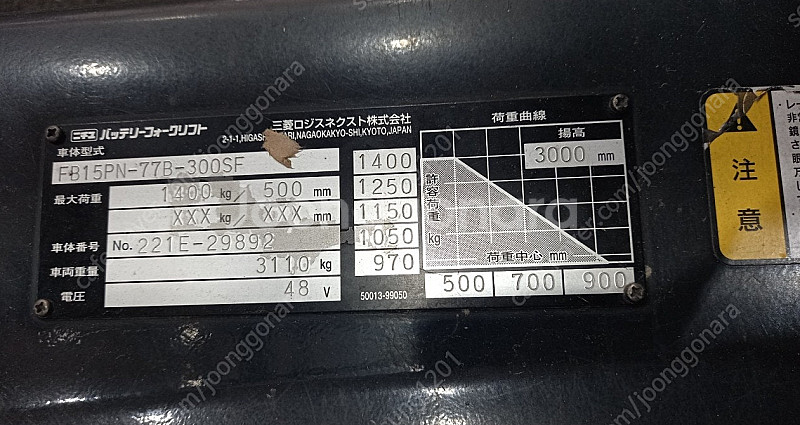 ニチユ バッテリーフォークリフト
三菱ロジスネクスト株式会社
2-1-1,HIGAS ARI,NAGAOKAKYO-SHI,KYOTO,JAPAN
車体型式
FB15PN-77B-300SF
最大荷重
1400 kg / 500 mm
XXX kg / XXX mm
車体番号
No. 221E-29892
車両重量
3110 kg
電圧
48 V
1400
1250
1150
1050
970
50013-99050
荷重曲線
揚高
3000 mm
許容荷重 kg
荷重中心 mm
500 700 900
注意
joonggonara